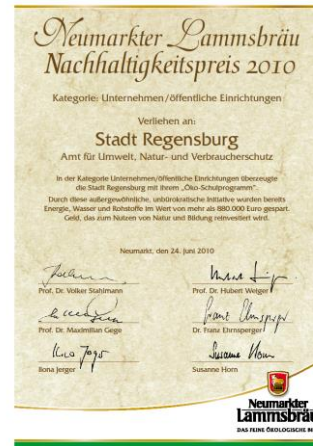 Neumarkter Lammsbräu
Nachhaltigkeitspreis 2010
Kategorie: Unternehmen/öffentliche Einrichtungen
Verliehen an:
Stadt Regensburg
Amt für Umwelt, Natur- und Verbraucherschutz
In der Kategorie Unternehmen/öffentliche Einrichtungen überzeugte
die Stadt Regensburg mit ihrem „Öko-Schulprogramm“.
Durch diese außergewöhnliche, unbürokratische Initiative wurden bereits
Energie, Wasser und Rohstoffe im Wert von mehr als 880.000 Euro gespart.
Geld, das zum Nutzen von Natur und Bildung reinvestiert wird.
Neumarkt, den 24. Juni 2010
Prof. Dr. Volker Stahlmann
Prof. Dr. Hubert Weiger
Prof. Dr. Maximilian Gege
Dr. Franz Ehrnsperger
Ilona Jerger
Susanne Horn
Neumarkter
Lammsbräu
DAS FEINE ÖKOLOGISCHE